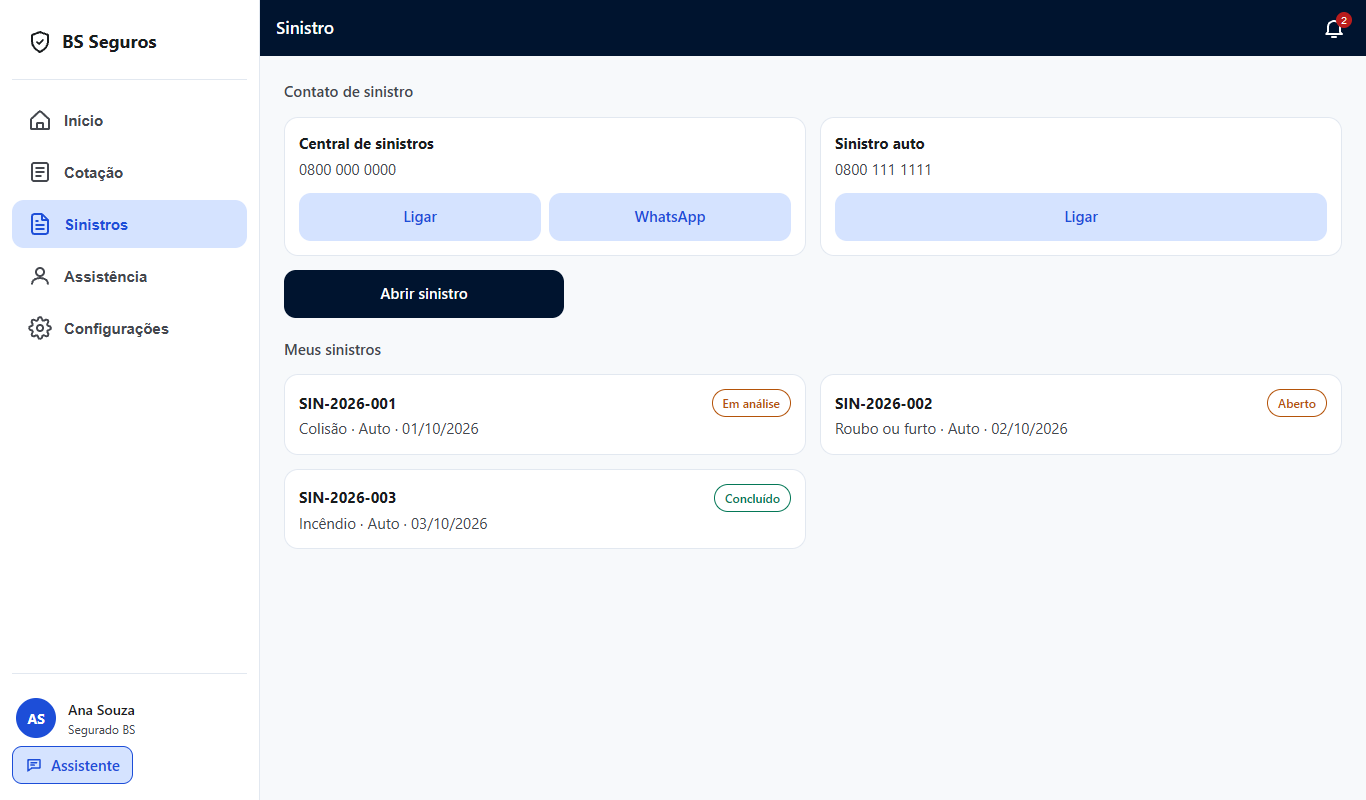 BS Seguros
Início
Cotação
Sinistros
Assistência
Configurações
AS
Ana Souza
Segurado BS
Assistente
Sinistro
2
Contato de sinistro
Central de sinistros
0800 000 0000
Ligar
WhatsApp
Sinistro auto
0800 111 1111
Ligar
Abrir sinistro
Meus sinistros
SIN-2026-001
Em análise
Colisão · Auto · 01/10/2026
SIN-2026-002
Aberto
Roubo ou furto · Auto · 02/10/2026
SIN-2026-003
Concluído
Incêndio · Auto · 03/10/2026